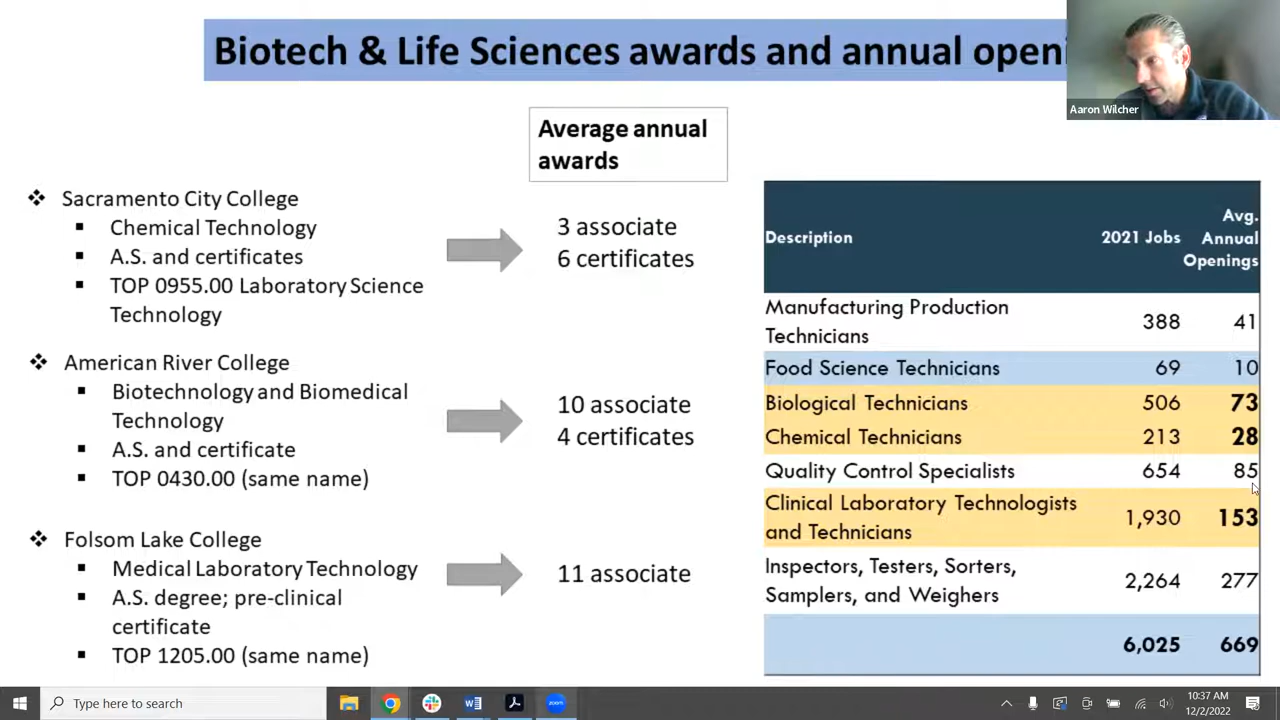 Biotech & Life Sciences awards and annual openi
Aaron Wilcher
Average annual
awards
❖ Sacramento City College
▪ Chemical Technology
▪ A.S. and certificates
▪ TOP 0955.00 Laboratory Science
Technology
3 associate
6 certificates
❖ American River College
▪ Biotechnology and Biomedical
Technology
▪ A.S. and certificate
▪ TOP 0430.00 (same name)
10 associate
4 certificates
❖ Folsom Lake College
▪ Medical Laboratory Technology
▪ A.S. degree; pre-clinical
certificate
▪ TOP 1205.00 (same name)
11 associate
Description 2021 Jobs Avg.
Annual
Openings
Manufacturing Production
Technicians 388 41
Food Science Technicians 69 10
Biological Technicians 506 73
Chemical Technicians 213 28
Quality Control Specialists 654 85
Clinical Laboratory Technologists
and Technicians 1,930 153
Inspectors, Testers, Sorters,
Samplers, and Weighers 2,264 277
6,025 669
Type here to search
zoom
10:37 AM
12/2/2022